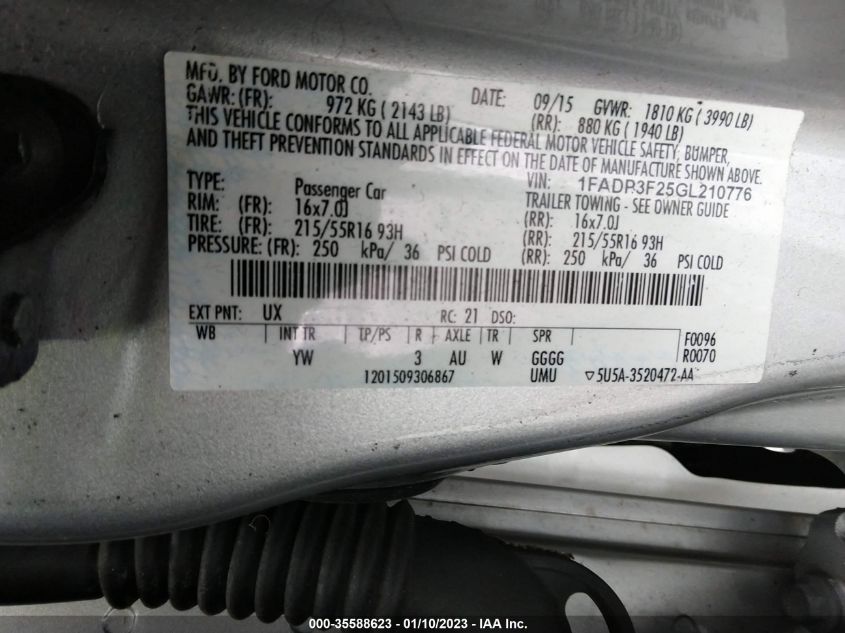 MFD. BY FORD MOTOR CO.
DATE: 09/15 GVWR: 1810 KG ( 3990 LB)
GAWR: (FR): 972 KG ( 2143 LB) (RR): 880 KG ( 1940 LB)
THIS VEHICLE CONFORMS TO ALL APPLICABLE FEDERAL MOTOR VEHICLE SAFETY, BUMPER,
AND THEFT PREVENTION STANDARDS IN EFFECT ON THE DATE OF MANUFACTURE SHOWN ABOVE.
VIN: 1FADP3F25GL210776
TYPE: Passenger Car TRAILER TOWING - SEE OWNER GUIDE
RIM: (FR): 16x7.0J (RR): 16x7.0J
TIRE: (FR): 215/55R16 93H (RR): 215/55R16 93H
PRESSURE: (FR): 250 kPa/ 36 PSI COLD (RR): 250 kPa/ 36 PSI COLD
EXT PNT: UX RC: 21 DSO:
WB INT TR TP/PS R AXLE TR SPR F0096
YW 3 AU W GGGG R0070
1201509306867 UMU ▽5U5A-3520472-AA
000-35588623 - 01/10/2023 - IAA Inc.